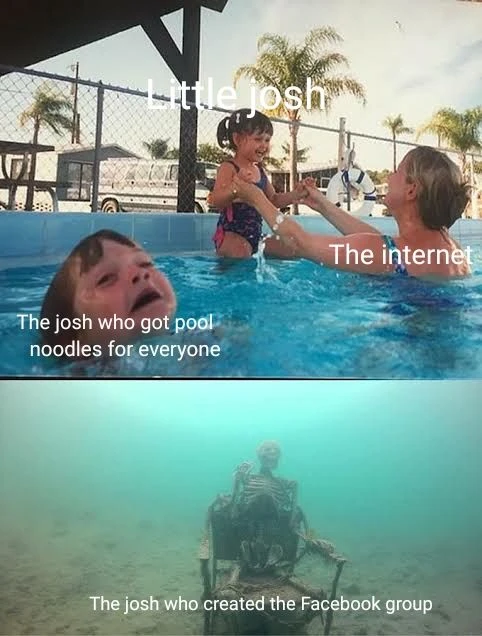 Little josh
The internet
The josh who got pool
noodles for everyone
The josh who created the Facebook group